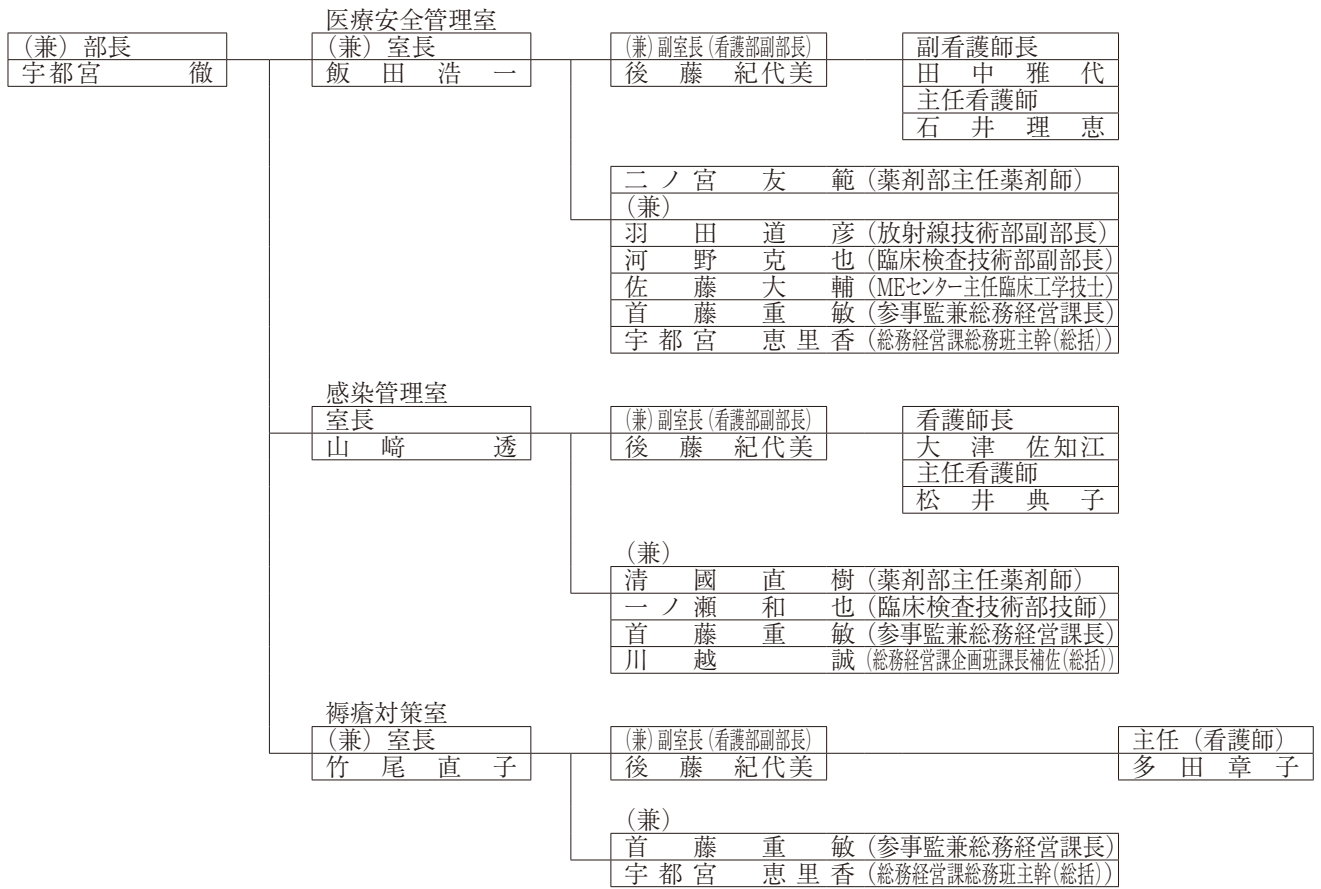 医療安全管理室
（兼）部長
宇都宮　徹
（兼）室長
飯田浩一
（兼）副室長（看護部副部長）
後藤紀代美
副看護師長
田中雅代
主任看護師
石井理恵
二ノ宮友範（薬剤部主任薬剤師）
（兼）
羽田道彦（放射線技術部副部長）
河野克也（臨床検査技術部副部長）
佐藤大輔（MEセンター主任臨床工学技士）
首藤重敏（参事監兼総務経営課長）
宇都宮恵里香（総務経営課総務班主幹（総括））
感染管理室
室長
山﨑　透
（兼）副室長（看護部副部長）
後藤紀代美
看護師長
大津佐知江
主任看護師
松井典子
（兼）
清國直樹（薬剤部主任薬剤師）
一ノ瀬和也（臨床検査技術部技師）
首藤重敏（参事監兼総務経営課長）
川越　誠（総務経営課企画班課長補佐（総括））
褥瘡対策室
（兼）室長
竹尾直子
（兼）副室長（看護部副部長）
後藤紀代美
主任（看護師）
多田章子
（兼）
首藤重敏（参事監兼総務経営課長）
宇都宮恵里香（総務経営課総務班主幹（総括））